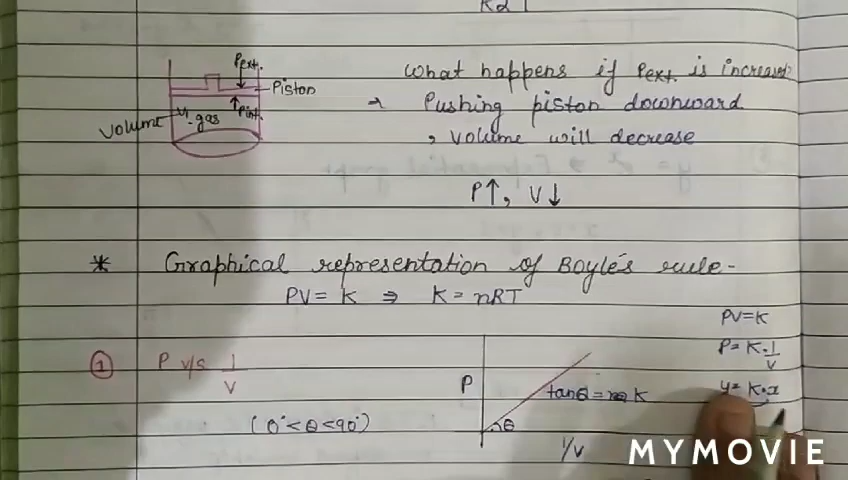 K2T
Pext.
Piston
Pint.
Volume V1 gas
What happens if Pext. is increased?
→ Pushing piston downward
, volume will decrease
P↑, V↓
* Graphical representation of Boyle's rule-
PV = K ⇒ K = nRT
① P v/s 1/V
(0°<θ<90°)
P
tanθ = K
θ
1/V
PV=K
P= K·1/V
y= K·x
MYMOVIE